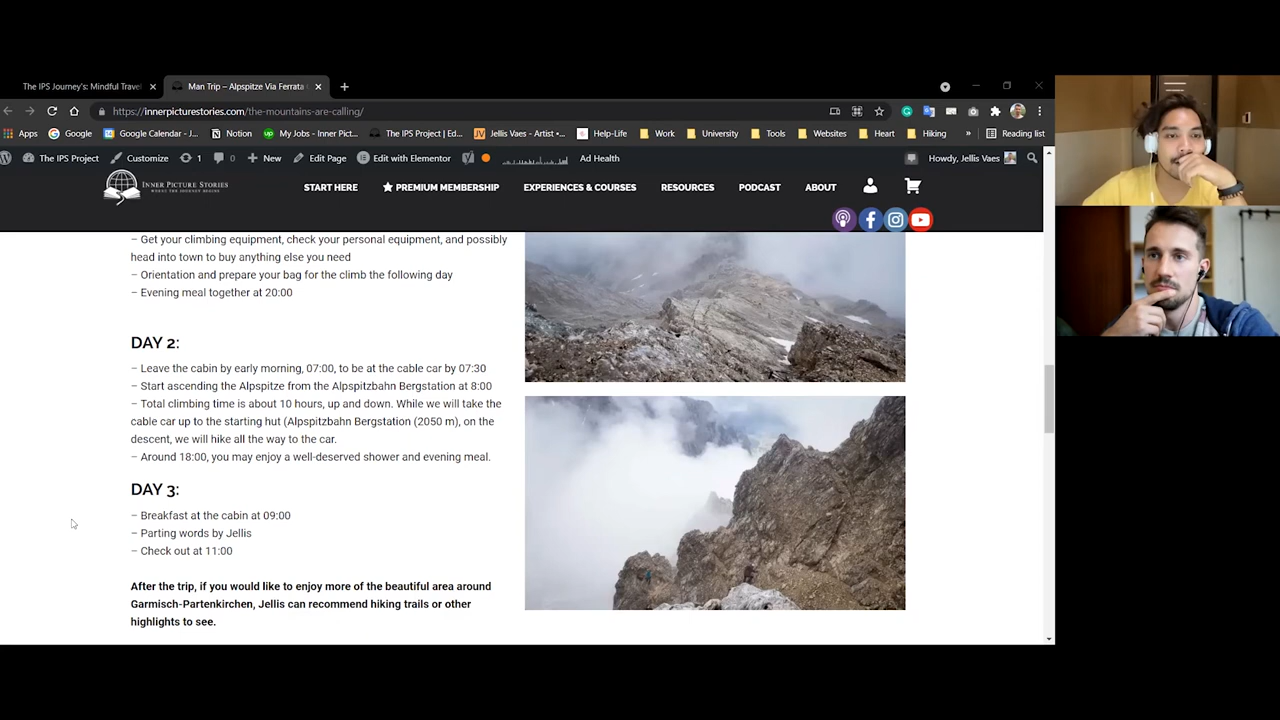 The IPS Journey's: Mindful Trave
Man Trip – Alpspitze Via Ferrata
https://innerpicturestories.com/the-mountains-are-calling/
Apps
Google
Google Calendar - J...
Notion
My Jobs - Inner Pict...
The IPS Project | Ed...
Jellis Vaes - Artist •...
Help-Life
Work
University
Tools
Websites
Heart
Hiking
Reading list
The IPS Project
Customize
1
0
New
Edit Page
Edit with Elementor
Ad Health
Howdy, Jellis Vaes
INNER PICTURE STORIES
WHERE THE JOURNEY BEGINS
START HERE
PREMIUM MEMBERSHIP
EXPERIENCES & COURSES
RESOURCES
PODCAST
ABOUT
– Get your climbing equipment, check your personal equipment, and possibly
head into town to buy anything else you need
– Orientation and prepare your bag for the climb the following day
– Evening meal together at 20:00
DAY 2:
– Leave the cabin by early morning, 07:00, to be at the cable car by 07:30
– Start ascending the Alpspitze from the Alpspitzbahn Bergstation at 8:00
– Total climbing time is about 10 hours, up and down. While we will take the
cable car up to the starting hut (Alpspitzbahn Bergstation (2050 m), on the
descent, we will hike all the way to the car.
– Around 18:00, you may enjoy a well-deserved shower and evening meal.
DAY 3:
– Breakfast at the cabin at 09:00
– Parting words by Jellis
– Check out at 11:00
After the trip, if you would like to enjoy more of the beautiful area around
Garmisch-Partenkirchen, Jellis can recommend hiking trails or other
highlights to see.